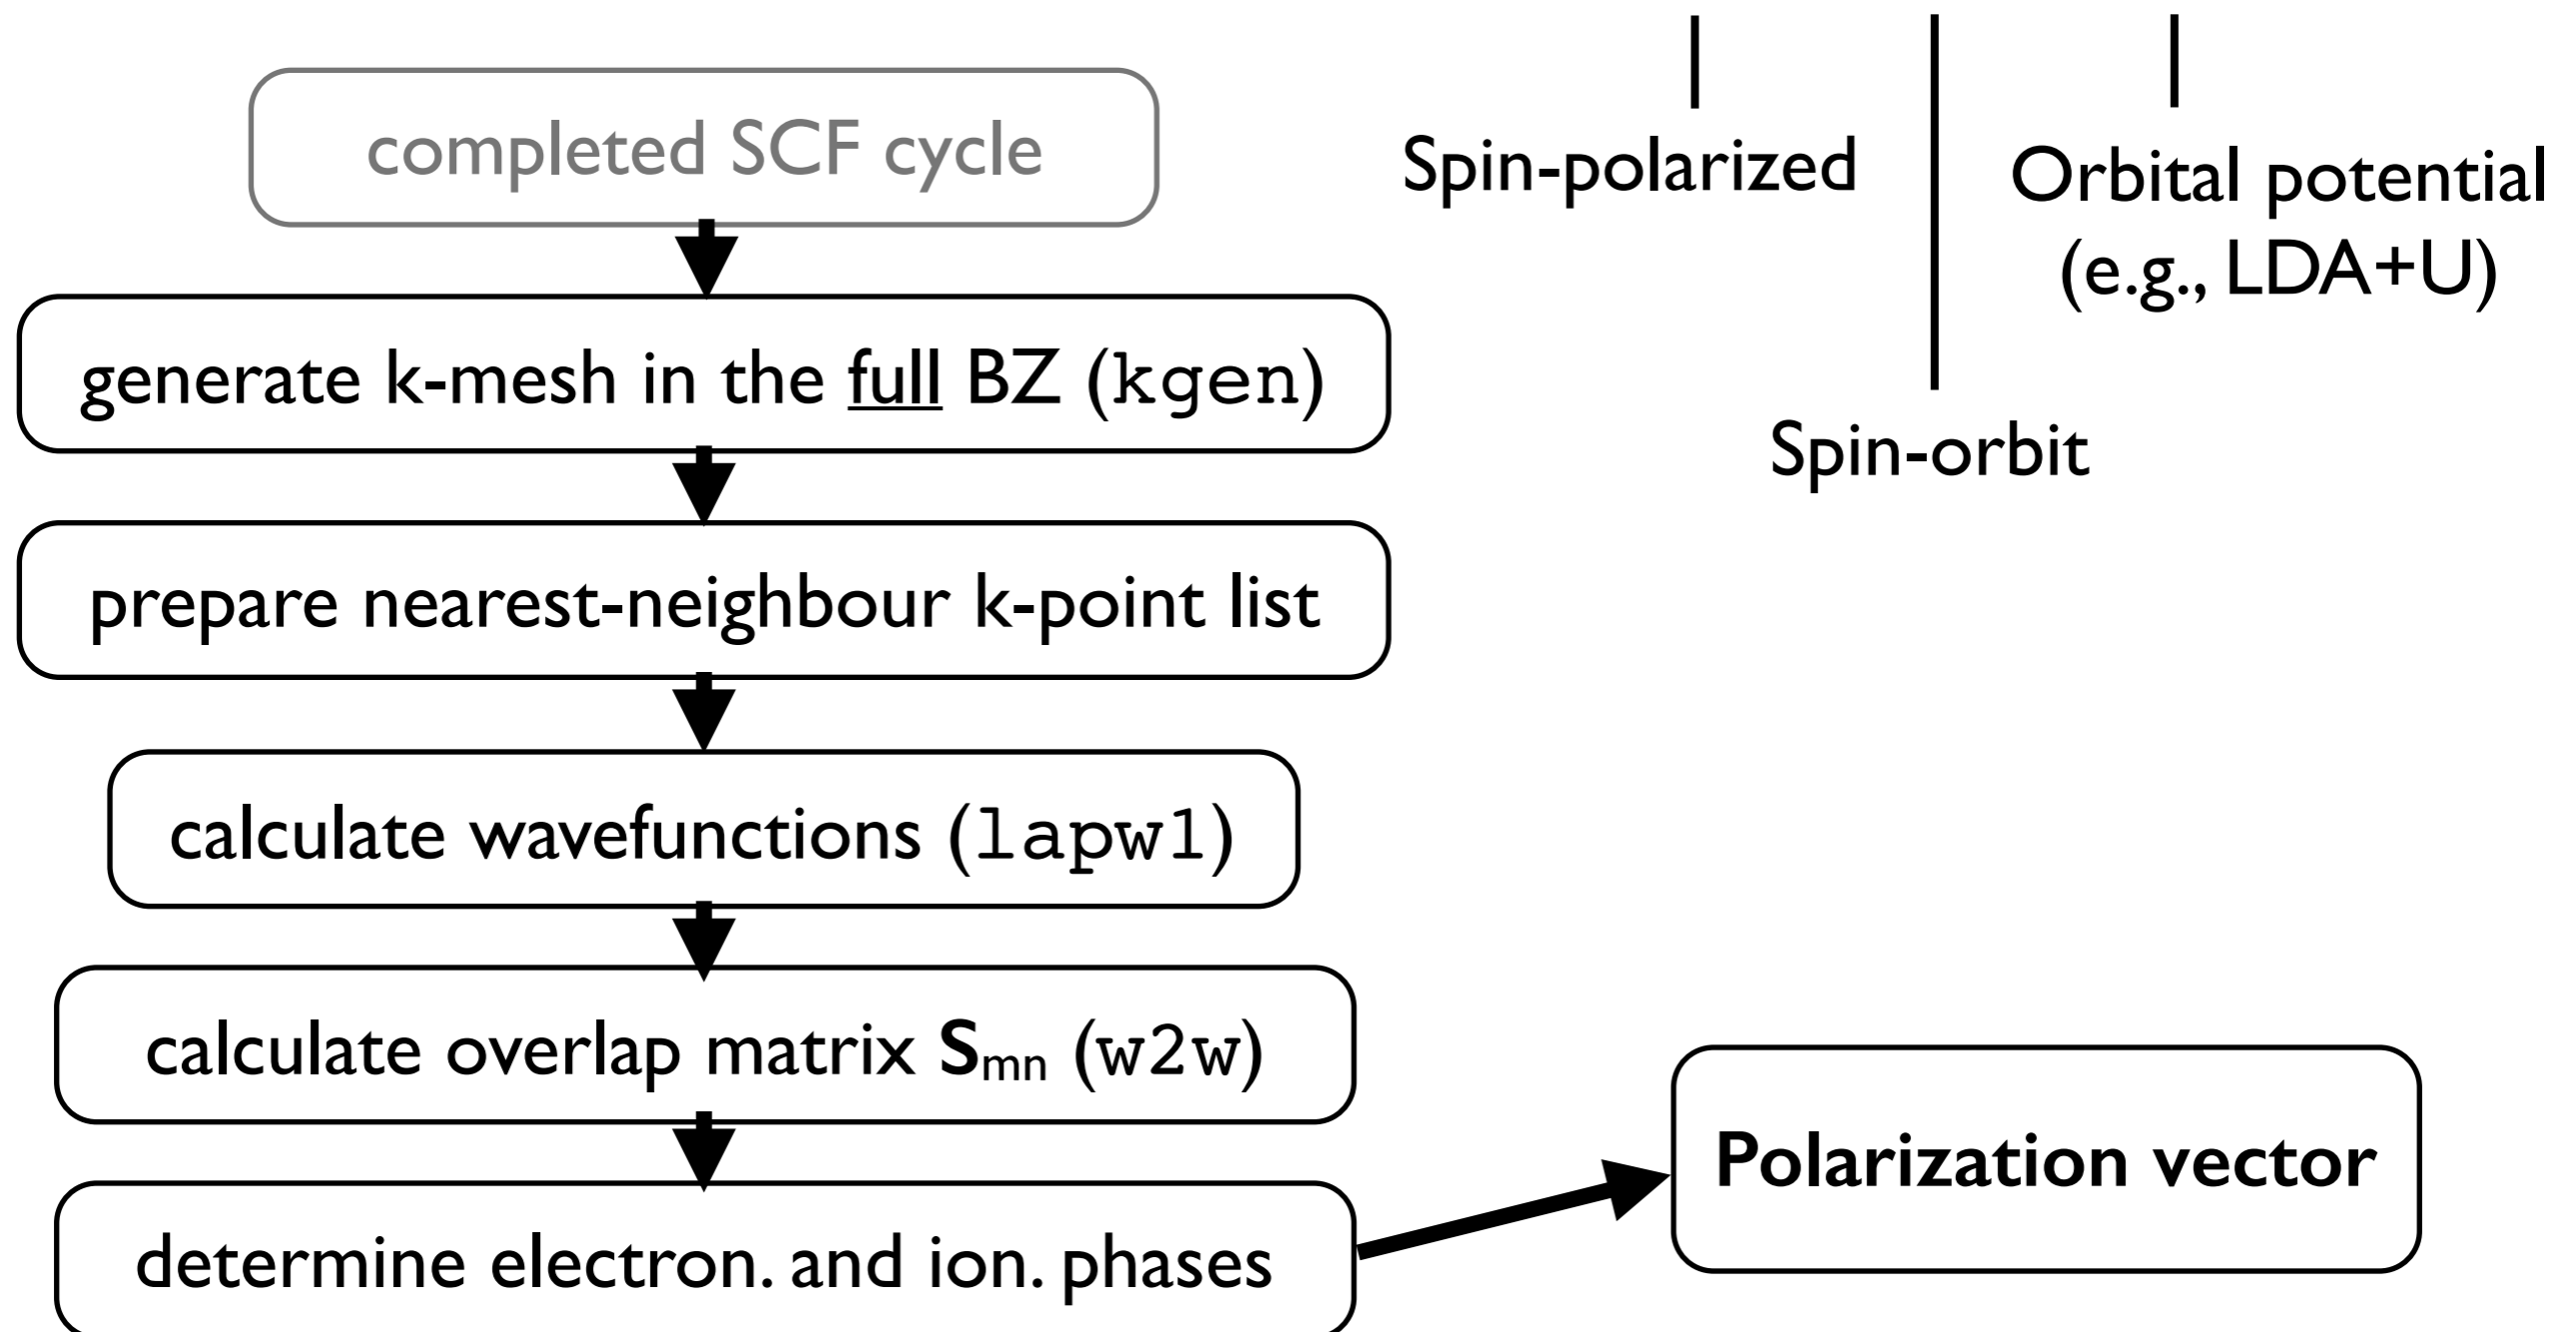 completed SCF cycle
generate k-mesh in the full BZ (kgen)
prepare nearest-neighbour k-point list
calculate wavefunctions (lapw1)
calculate overlap matrix Smn (w2w)
determine electron. and ion. phases
Polarization vector
Spin-polarized
Orbital potential
(e.g., LDA+U)
Spin-orbit